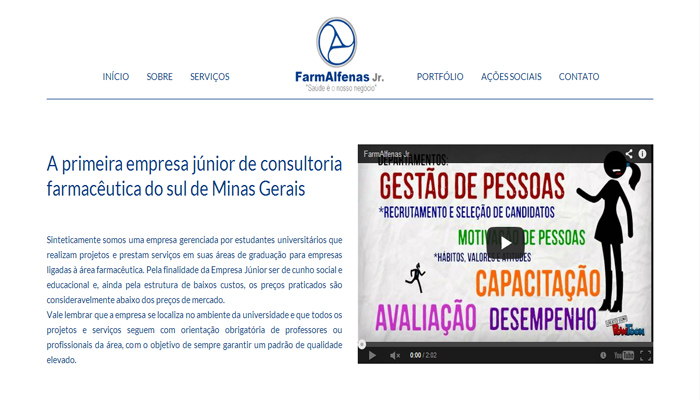 INÍCIO SOBRE SERVIÇOS
FarmAlfenas Jr.
"Saúde é o nosso negócio"
PORTFÓLIO AÇÕES SOCIAIS CONTATO
A primeira empresa júnior de consultoria
farmacêutica do sul de Minas Gerais
Sinteticamente somos uma empresa gerenciada por estudantes universitários que
realizam projetos e prestam serviços em suas áreas de graduação para empresas
ligadas à área farmacêutica. Pela finalidade da Empresa Júnior ser de cunho social e
educacional e, ainda pela estrutura de baixos custos, os preços praticados são
consideravelmente abaixo dos preços de mercado.
Vale lembrar que a empresa se localiza no ambiente da universidade e que todos os
projetos e serviços seguem com orientação obrigatória de professores ou
profissionais da área, com o objetivo de sempre garantir um padrão de qualidade
elevado.
FarmAlfenas Jr
DEPARTAMENTOS:
GESTÃO DE PESSOAS
*RECRUTAMENTO E SELEÇÃO DE CANDIDATOS
MOTIVAÇÃO DE PESSOAS
*HÁBITOS, VALORES E ATITUDES
CAPACITAÇÃO
AVALIAÇÃO DESEMPENHO
0:00 / 2:02
YouTube